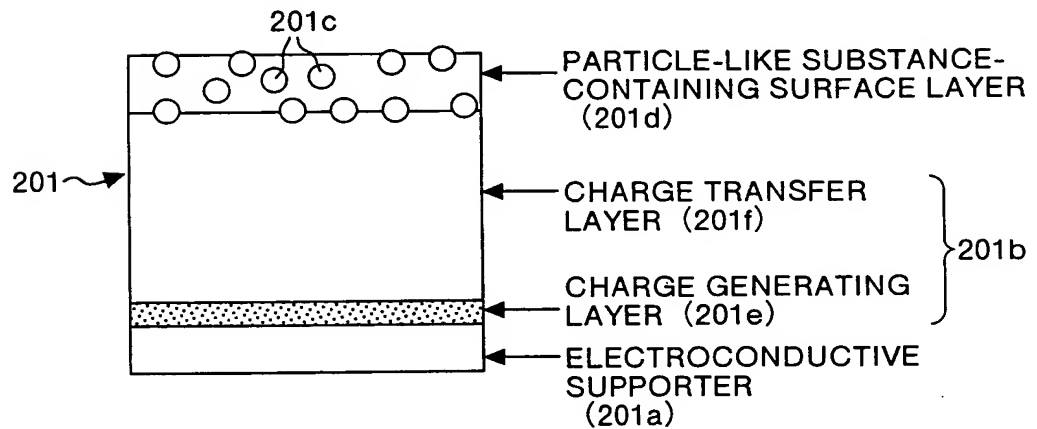 201c
PARTICLE-LIKE SUBSTANCE-
CONTAINING SURFACE LAYER
(201d)
201
CHARGE TRANSFER
LAYER (201f)
201b
CHARGE GENERATING
LAYER (201e)
ELECTROCONDUCTIVE
SUPPORTER
(201a)